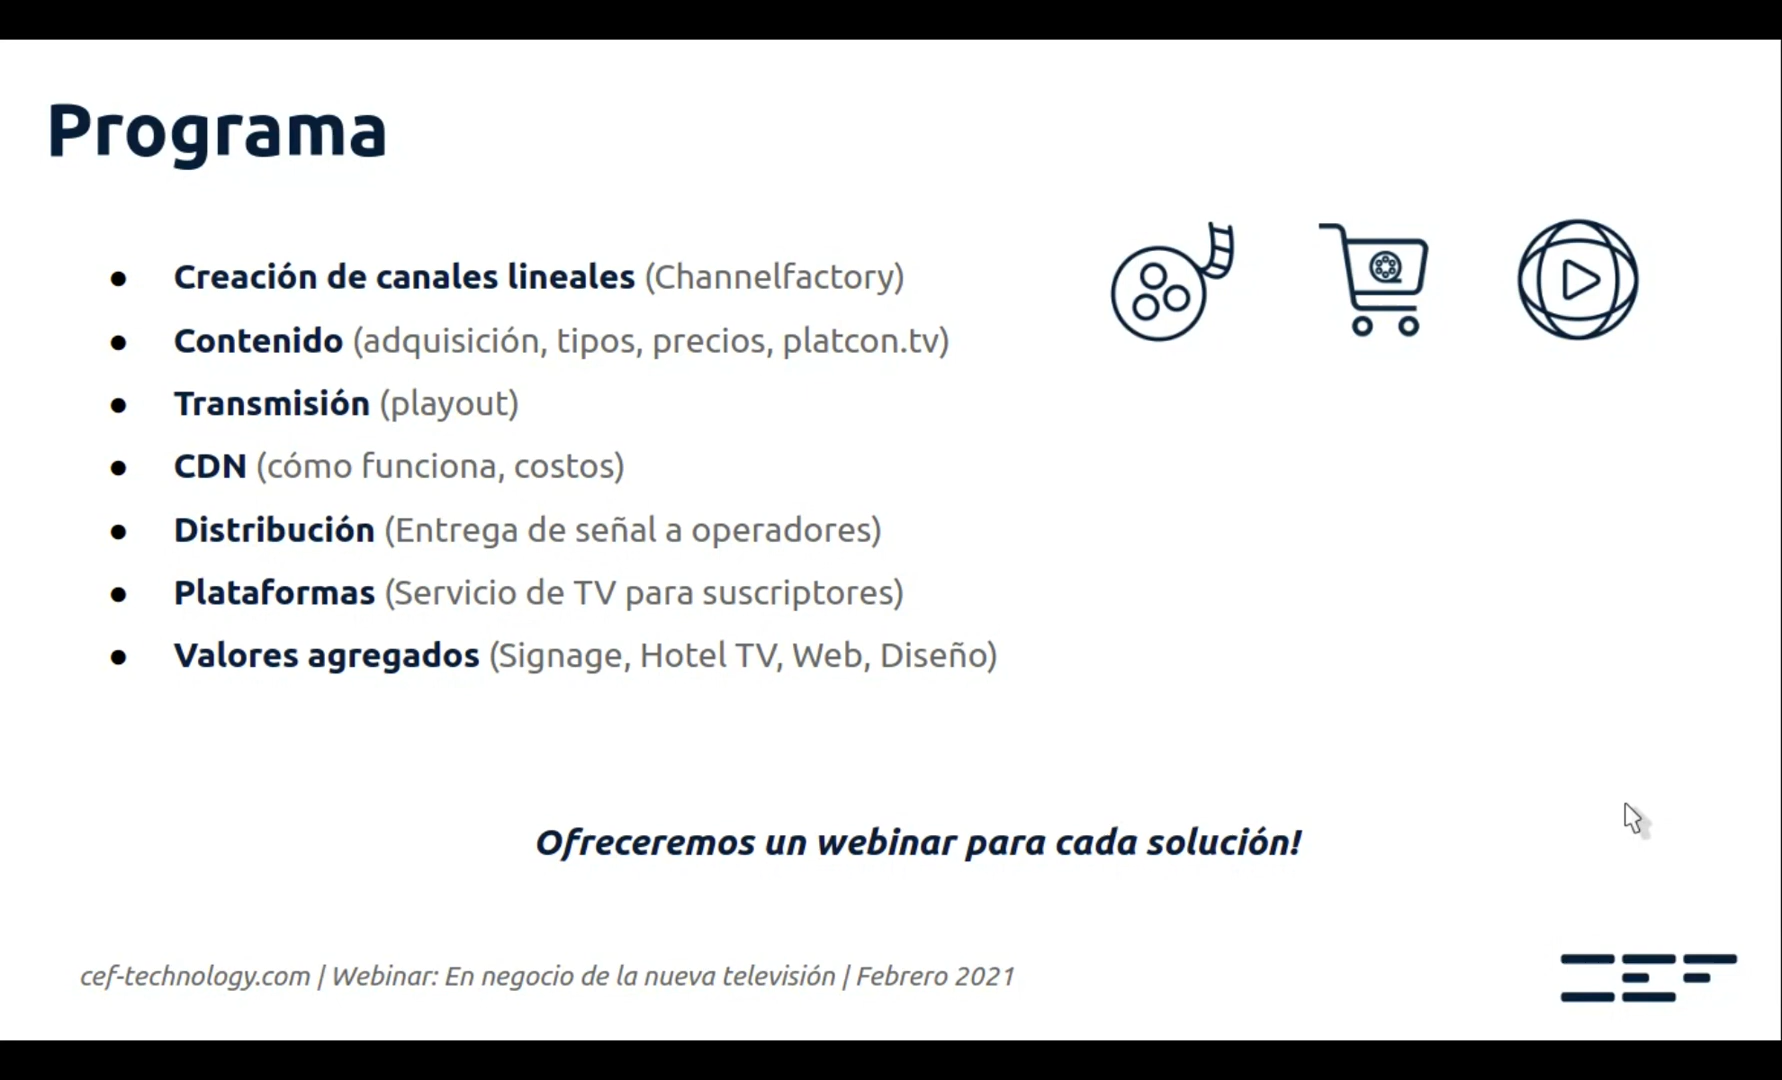 Programa
● Creación de canales lineales (Channelfactory)
● Contenido (adquisición, tipos, precios, platcon.tv)
● Transmisión (playout)
● CDN (cómo funciona, costos)
● Distribución (Entrega de señal a operadores)
● Plataformas (Servicio de TV para suscriptores)
● Valores agregados (Signage, Hotel TV, Web, Diseño)
Ofreceremos un webinar para cada solución!
cef-technology.com | Webinar: En negocio de la nueva televisión | Febrero 2021
CEF